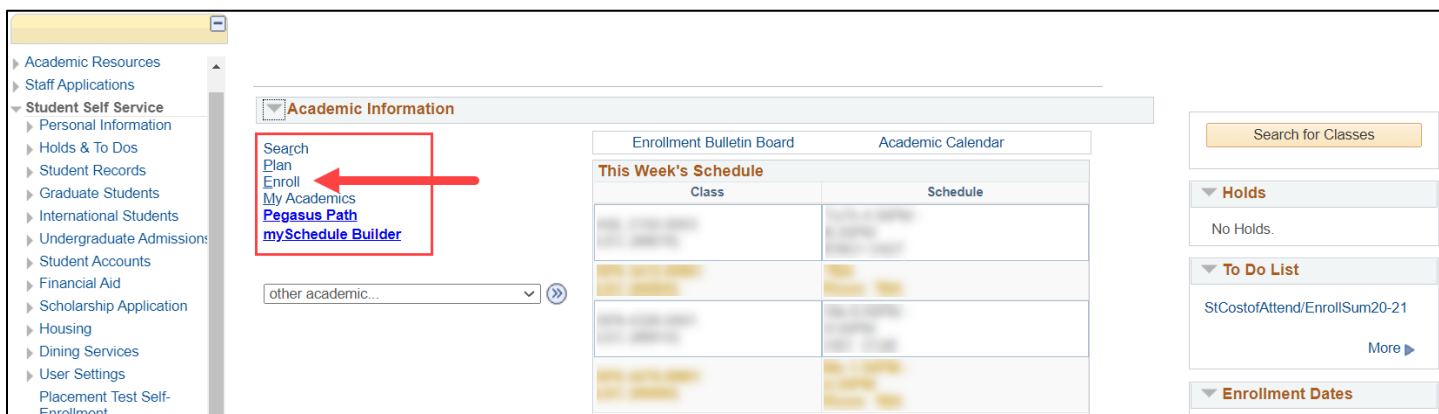 Academic Resources
Staff Applications
Student Self Service
Personal Information
Holds & To Dos
Student Records
Graduate Students
International Students
Undergraduate Admissions
Student Accounts
Financial Aid
Scholarship Application
Housing
Dining Services
User Settings
Placement Test Self-
Enrollment
Academic Information
Search
Plan
Enroll
My Academics
Pegasus Path
mySchedule Builder
other academic...
Enrollment Bulletin Board Academic Calendar
This Week's Schedule
Class Schedule
Search for Classes
Holds
No Holds.
To Do List
StCostofAttend/EnrollSum20-21
More
Enrollment Dates